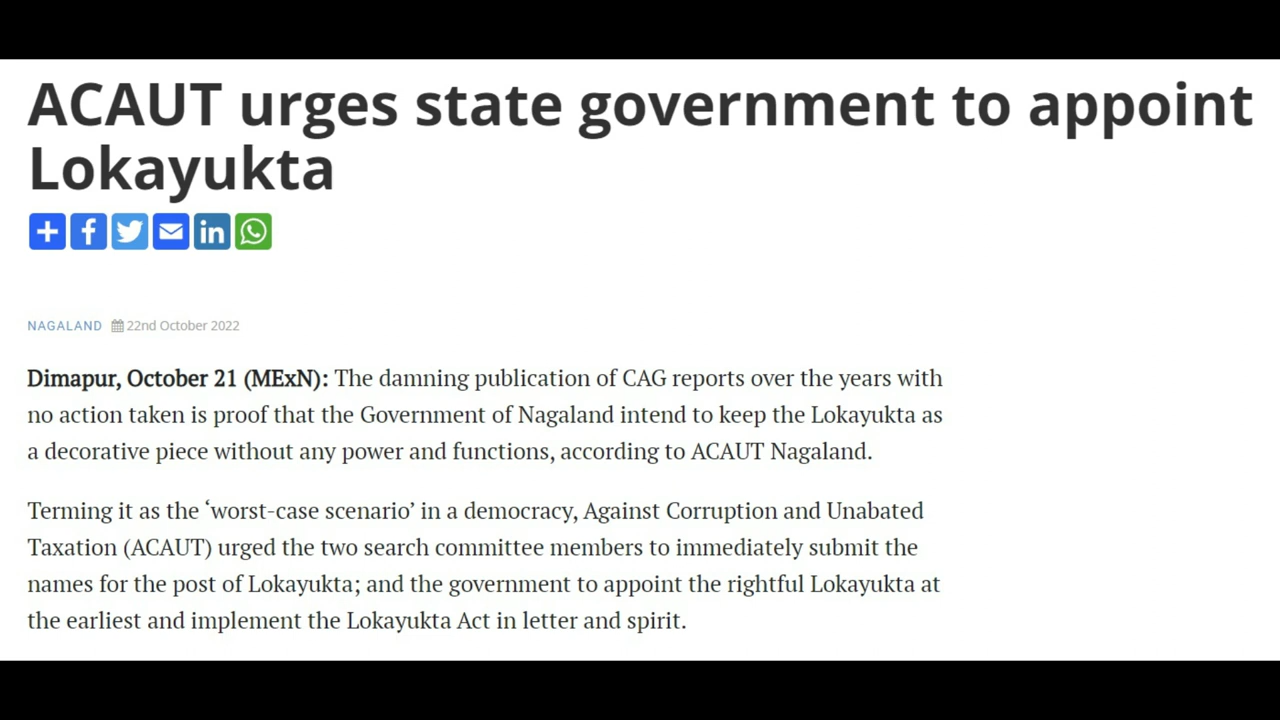 ACAUT urges state government to appoint
Lokayukta
NAGALAND 22nd October 2022
Dimapur, October 21 (MExN): The damning publication of CAG reports over the years with
no action taken is proof that the Government of Nagaland intend to keep the Lokayukta as
a decorative piece without any power and functions, according to ACAUT Nagaland.
Terming it as the ‘worst-case scenario’ in a democracy, Against Corruption and Unabated
Taxation (ACAUT) urged the two search committee members to immediately submit the
names for the post of Lokayukta; and the government to appoint the rightful Lokayukta at
the earliest and implement the Lokayukta Act in letter and spirit.